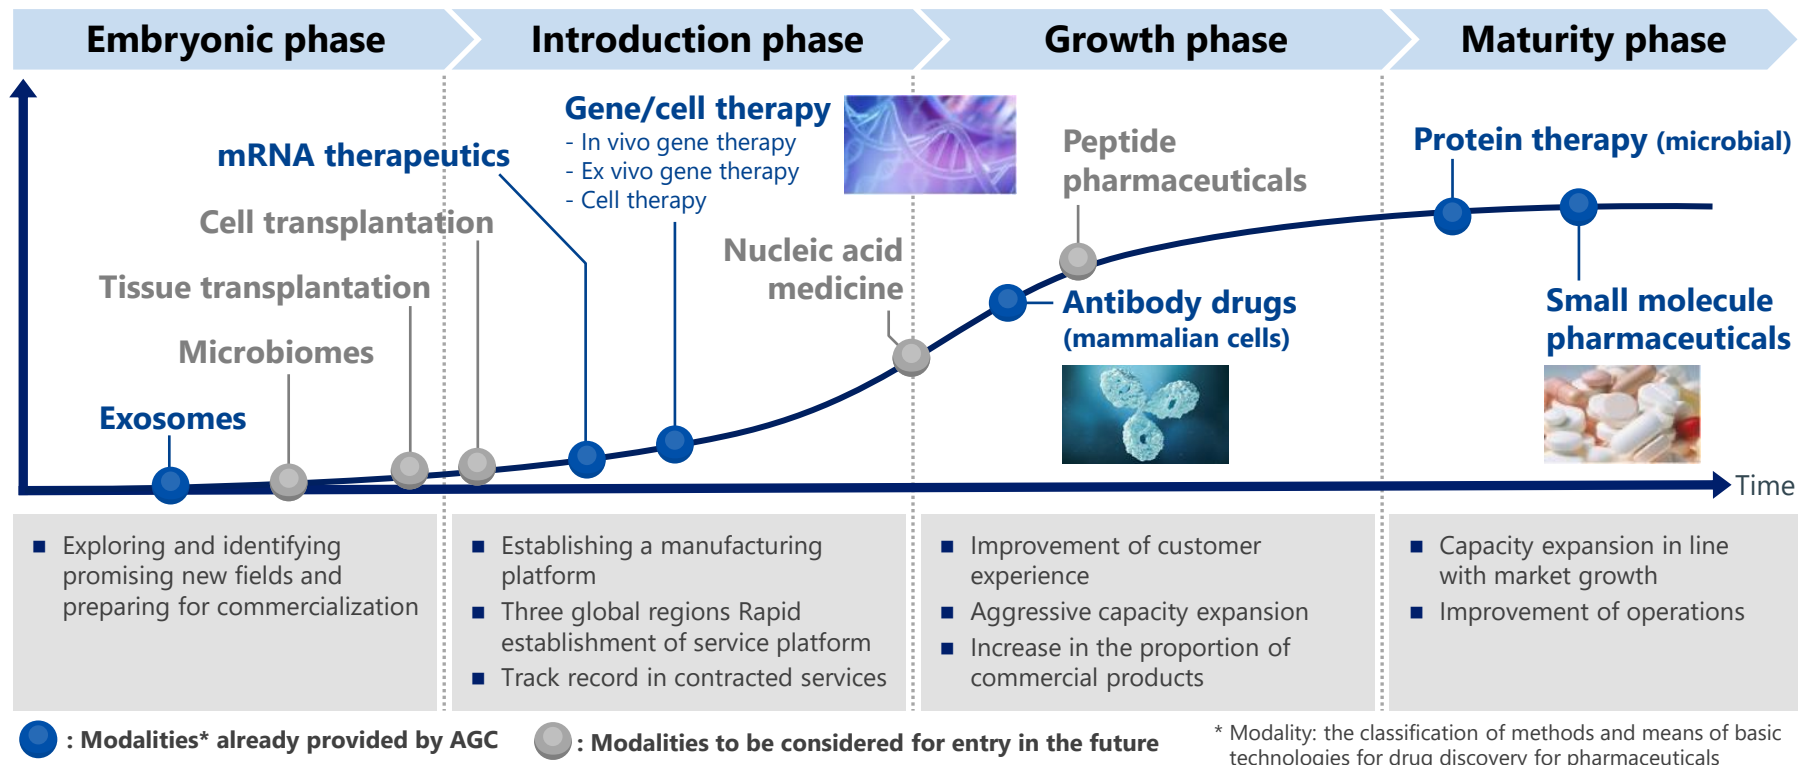 Embryonic phase
Introduction phase
Growth phase
Maturity phase
Gene/cell therapy
- In vivo gene therapy
- Ex vivo gene therapy
- Cell therapy
mRNA therapeutics
Cell transplantation
Tissue transplantation
Microbiomes
Exosomes
Nucleic acid
medicine
Peptide
pharmaceuticals
Antibody drugs
(mammalian cells)
Protein therapy (microbial)
Small molecule
pharmaceuticals
Time
■ Exploring and identifying
promising new fields and
preparing for commercialization
■ Establishing a manufacturing
platform
■ Three global regions Rapid
establishment of service platform
■ Track record in contracted services
■ Improvement of customer
experience
■ Aggressive capacity expansion
■ Increase in the proportion of
commercial products
■ Capacity expansion in line
with market growth
■ Improvement of operations
: Modalities* already provided by AGC
: Modalities to be considered for entry in the future
* Modality: the classification of methods and means of basic
technologies for drug discovery for pharmaceuticals